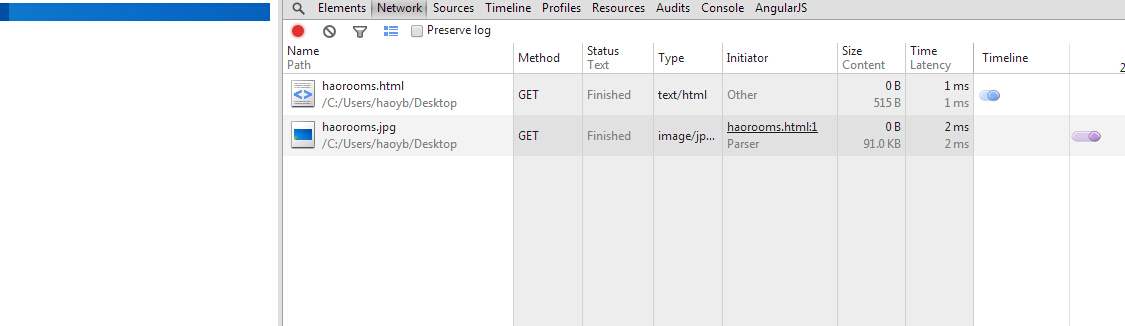 Elements Network Sources Timeline Profiles Resources Audits Console AngularJS
Preserve log
Name Method Status Type Initiator Size Time Timeline
Path Text Content Latency 2
haorooms.html GET Finished text/html Other 0 B 1 ms
/C:/Users/haoyb/Desktop 515 B 1 ms
haorooms.jpg GET Finished image/jp... haorooms.html:1 0 B 2 ms
/C:/Users/haoyb/Desktop Parser 91.0 KB 2 ms